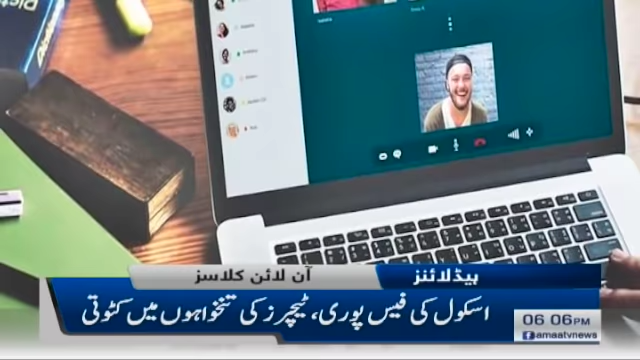 ہیڈلائنز
آن لائن کلاسز
اسکول کی فیس پوری، ٹیچرز کی تنخواہوں میں کٹوتی
06 06 PM
amaatvnews